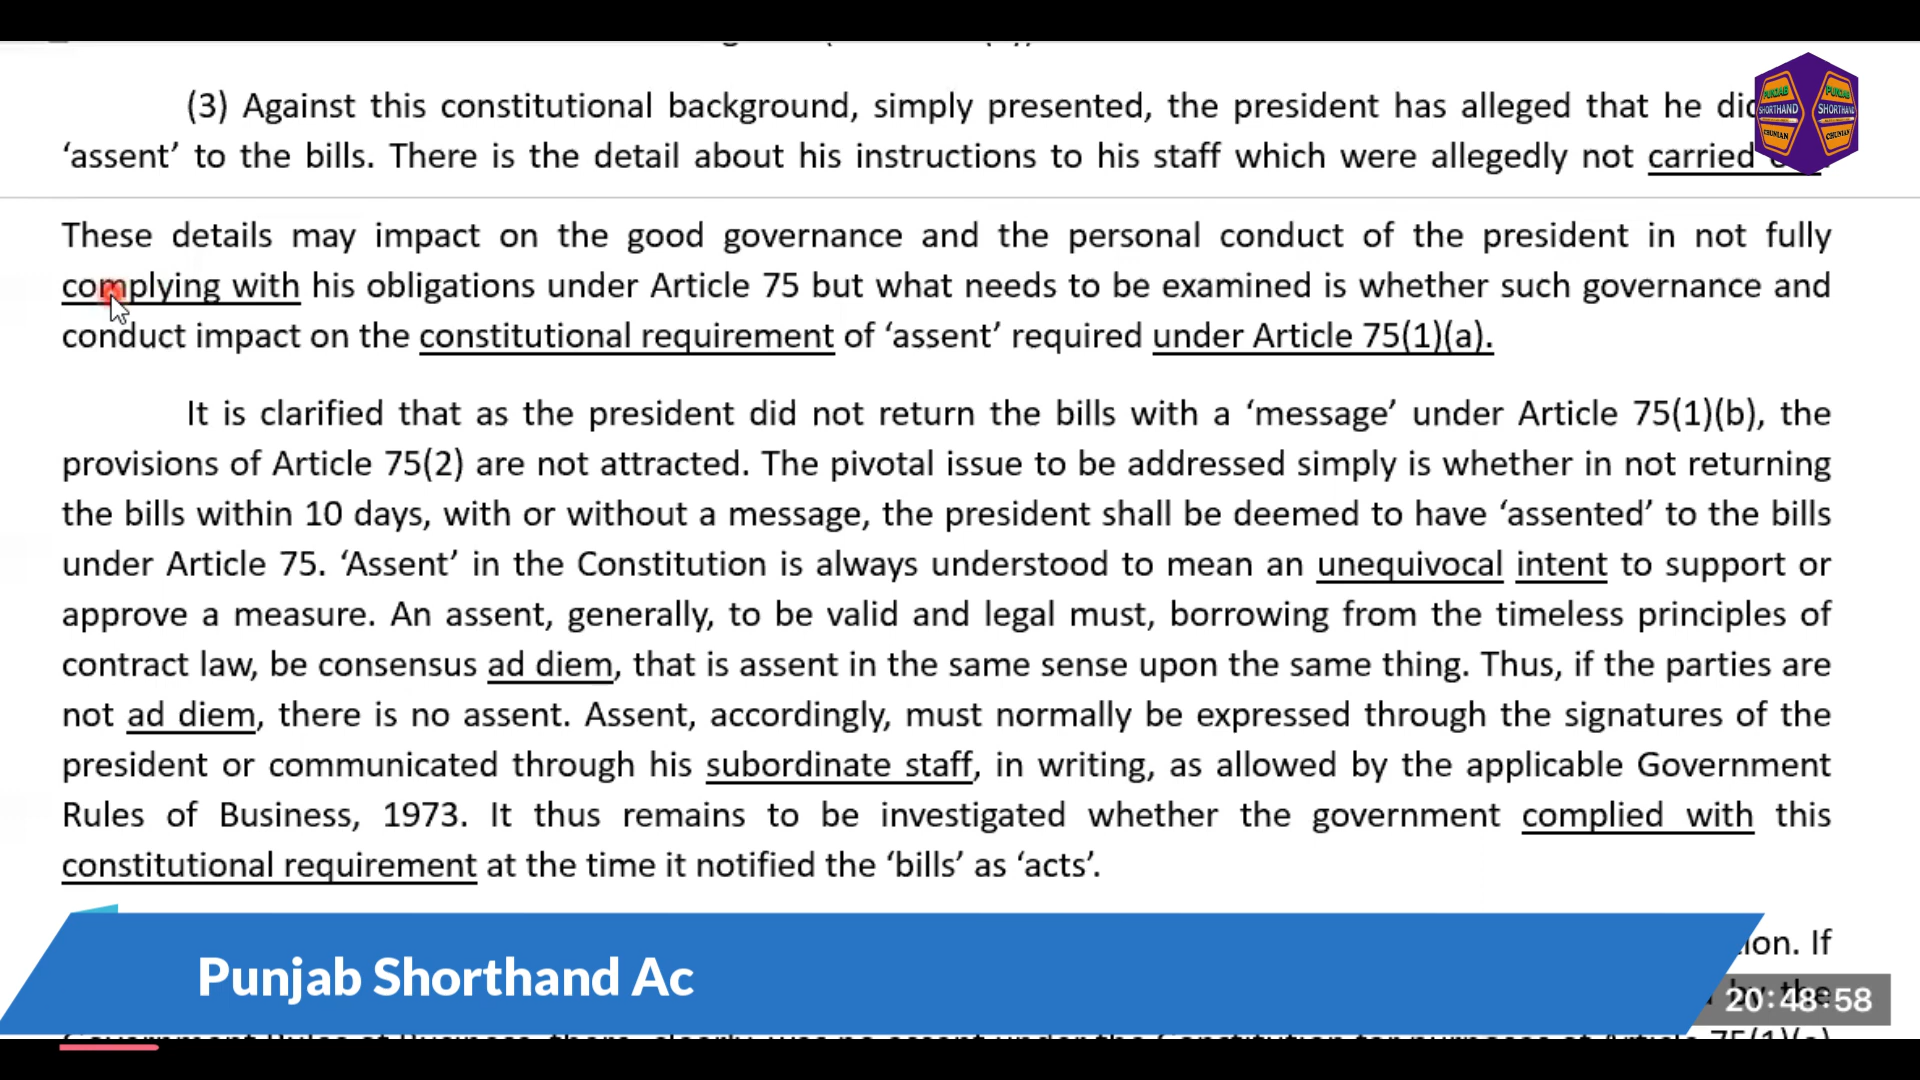 (3) Against this constitutional background, simply presented, the president has alleged that he did
‘assent’ to the bills. There is the detail about his instructions to his staff which were allegedly not carried
PUNJAB SHORTHAND CHUNIAN
PUNJAB SHORTHAND CHUNIAN
These details may impact on the good governance and the personal conduct of the president in not fully
complying with his obligations under Article 75 but what needs to be examined is whether such governance and
conduct impact on the constitutional requirement of ‘assent’ required under Article 75(1)(a).
It is clarified that as the president did not return the bills with a ‘message’ under Article 75(1)(b), the
provisions of Article 75(2) are not attracted. The pivotal issue to be addressed simply is whether in not returning
the bills within 10 days, with or without a message, the president shall be deemed to have ‘assented’ to the bills
under Article 75. ‘Assent’ in the Constitution is always understood to mean an unequivocal intent to support or
approve a measure. An assent, generally, to be valid and legal must, borrowing from the timeless principles of
contract law, be consensus ad diem, that is assent in the same sense upon the same thing. Thus, if the parties are
not ad diem, there is no assent. Assent, accordingly, must normally be expressed through the signatures of the
president or communicated through his subordinate staff, in writing, as allowed by the applicable Government
Rules of Business, 1973. It thus remains to be investigated whether the government complied with this
constitutional requirement at the time it notified the ‘bills’ as ‘acts’.
If
Punjab Shorthand Ac
by the
20:48:58